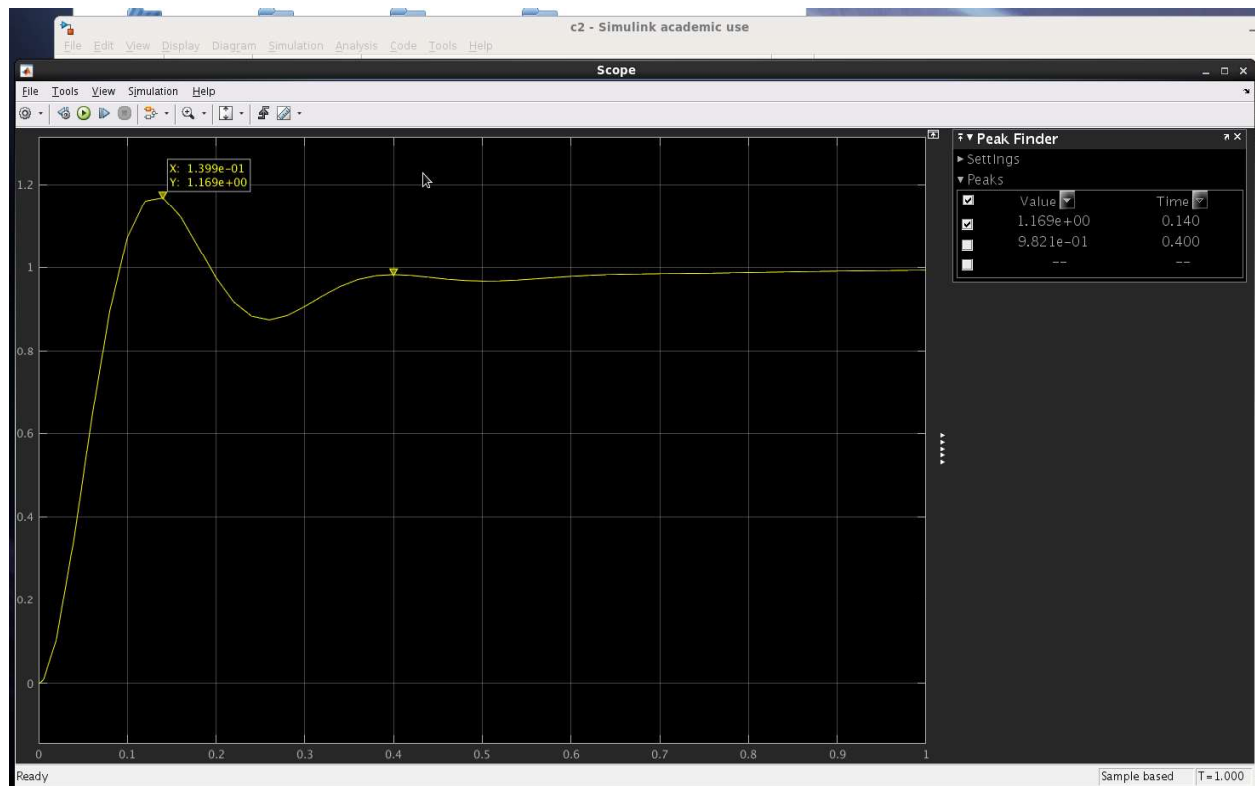 c2 - Simulink academic use
File Edit View Display Diagram Simulation Analysis Code Tools Help
Scope
File Tools View Simulation Help
X: 1.399e-01
Y: 1.169e+00
1.2
1
0.8
0.6
0.4
0.2
0
0 0.1 0.2 0.3 0.4 0.5 0.6 0.7 0.8 0.9 1
Peak Finder
Settings
Peaks
Value Time
1.169e+00 0.140
9.821e-01 0.400
-- --
Ready Sample based T=1.000